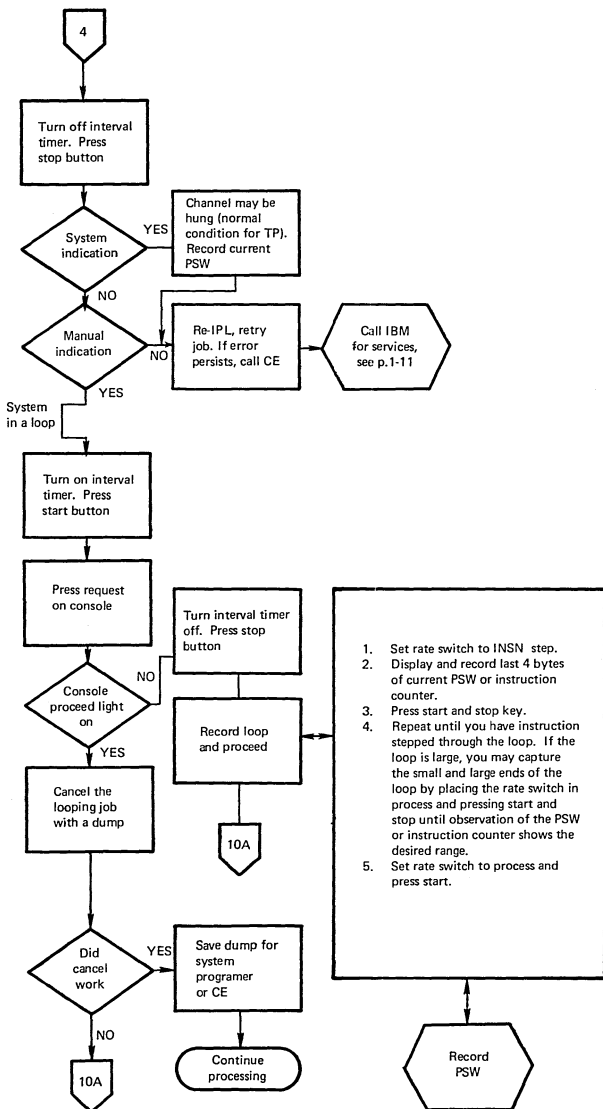 4
Turn off interval
timer. Press
stop button
System
indication
YES
Channel may be
hung (normal
condition for TP).
Record current
PSW
NO
Manual
indication
NO
Re-IPL, retry
job. If error
persists, call CE
Call IBM
for services,
see p.1-11
YES
System
in a loop
Turn on interval
timer. Press
start button
Press request
on console
Console
proceed light
on
NO
Turn interval timer
off. Press stop
button
Record loop
and proceed
10A
1. Set rate switch to INSN step.
2. Display and record last 4 bytes
of current PSW or instruction
counter.
3. Press start and stop key.
4. Repeat until you have instruction
stepped through the loop. If the
loop is large, you may capture
the small and large ends of the
loop by placing the rate switch in
process and pressing start and
stop until observation of the PSW
or instruction counter shows the
desired range.
5. Set rate switch to process and
press start.
Record
PSW
YES
Cancel the
looping job
with a dump
Did
cancel
work
YES
Save dump for
system
programer
or CE
Continue
processing
NO
10A